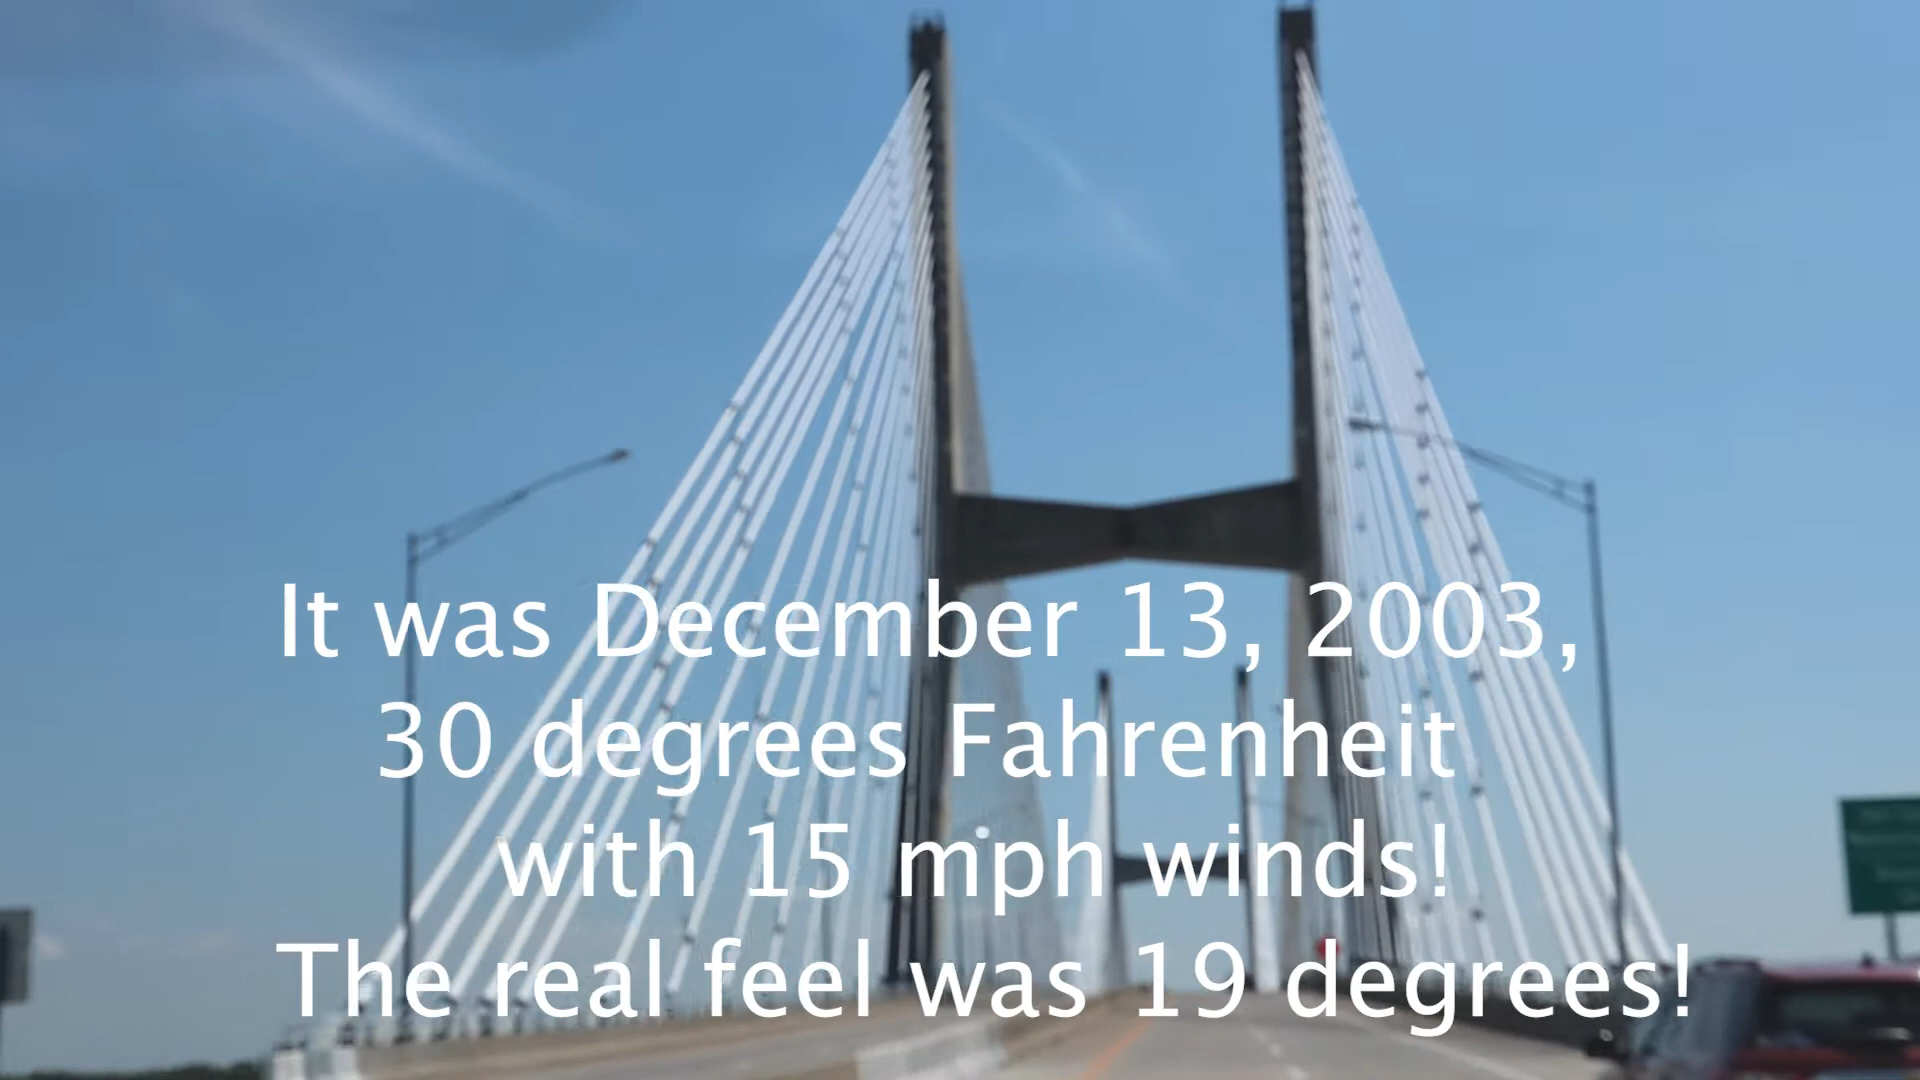 It was December 13, 2003,
30 degrees Fahrenheit
with 15 mph winds!
The real feel was 19 degrees!